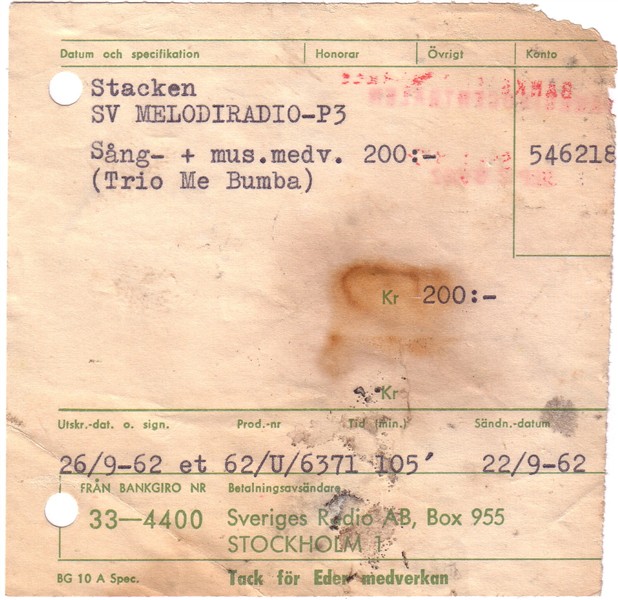 Datum och specifikation Honorar Övrigt Konto
Stacken
SV MELODIRADIO-P3
Sång- + mus.medv. 200:- 546218
(Trio Me Bumba)
Kr 200:-
Kr
Utskr.-dat. o. sign. Prod.-nr Tid (min.) Sändn.-datum
26/9-62 et 62/U/6371 105′ 22/9-62
FRÅN BANKGIRO NR Betalningsavsändare
33—4400 Sveriges Radio AB, Box 955
STOCKHOLM 1
BG 10 A Spec. Tack för Eder medverkan